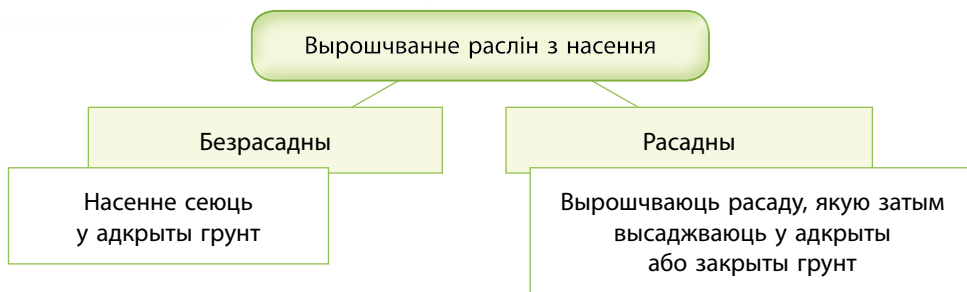 Вырошчванне раслін з насення
Безрасадны
Расадны
Насенне сеюць
у адкрыты грунт
Вырошчваюць расаду, якую затым
высаджваюць у адкрыты
або закрыты грунт